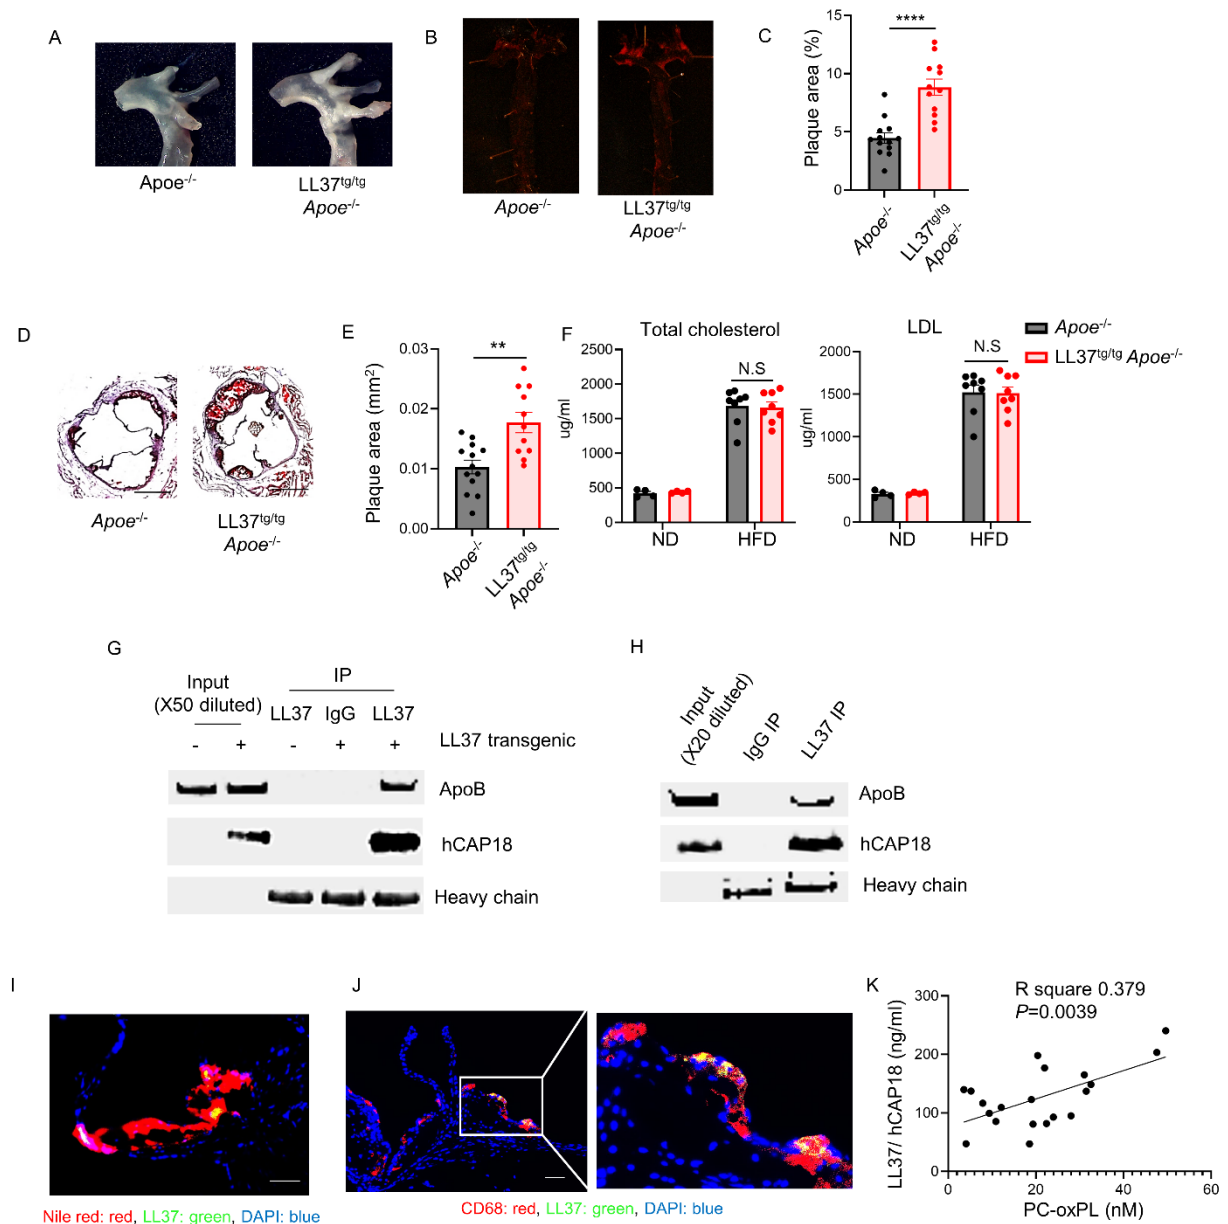 A
Apoe-/-
LL37tg/tg
Apoe-/-
B
Apoe-/-
LL37tg/tg
Apoe-/-
C
Plaque area (%)
15
10
5
0
****
Apoe-/-
LL37tg/tg
Apoe-/-
D
Apoe-/-
LL37tg/tg
Apoe-/-
E
Plaque area (mm2)
0.03
0.02
0.01
0.00
**
Apoe-/-
LL37tg/tg
Apoe-/-
F
Total cholesterol
ug/ml
2500
2000
1500
1000
500
0
N.S
ND
HFD
LDL
ug/ml
2000
1500
1000
500
0
N.S
ND
HFD
Apoe-/-
LL37tg/tg Apoe-/-
G
Input
(X50 diluted)
IP
LL37 IgG LL37
- + - + + LL37 transgenic
ApoB
hCAP18
Heavy chain
H
Input
(X20 diluted)
IgG IP
LL37 IP
ApoB
hCAP18
Heavy chain
I
Nile red: red, LL37: green, DAPI: blue
J
CD68: red, LL37: green, DAPI: blue
K
R square 0.379
P=0.0039
LL37/ hCAP18 (ng/ml)
300
200
100
0
0 10 20 30 40 50 60
PC-oxPL (nM)